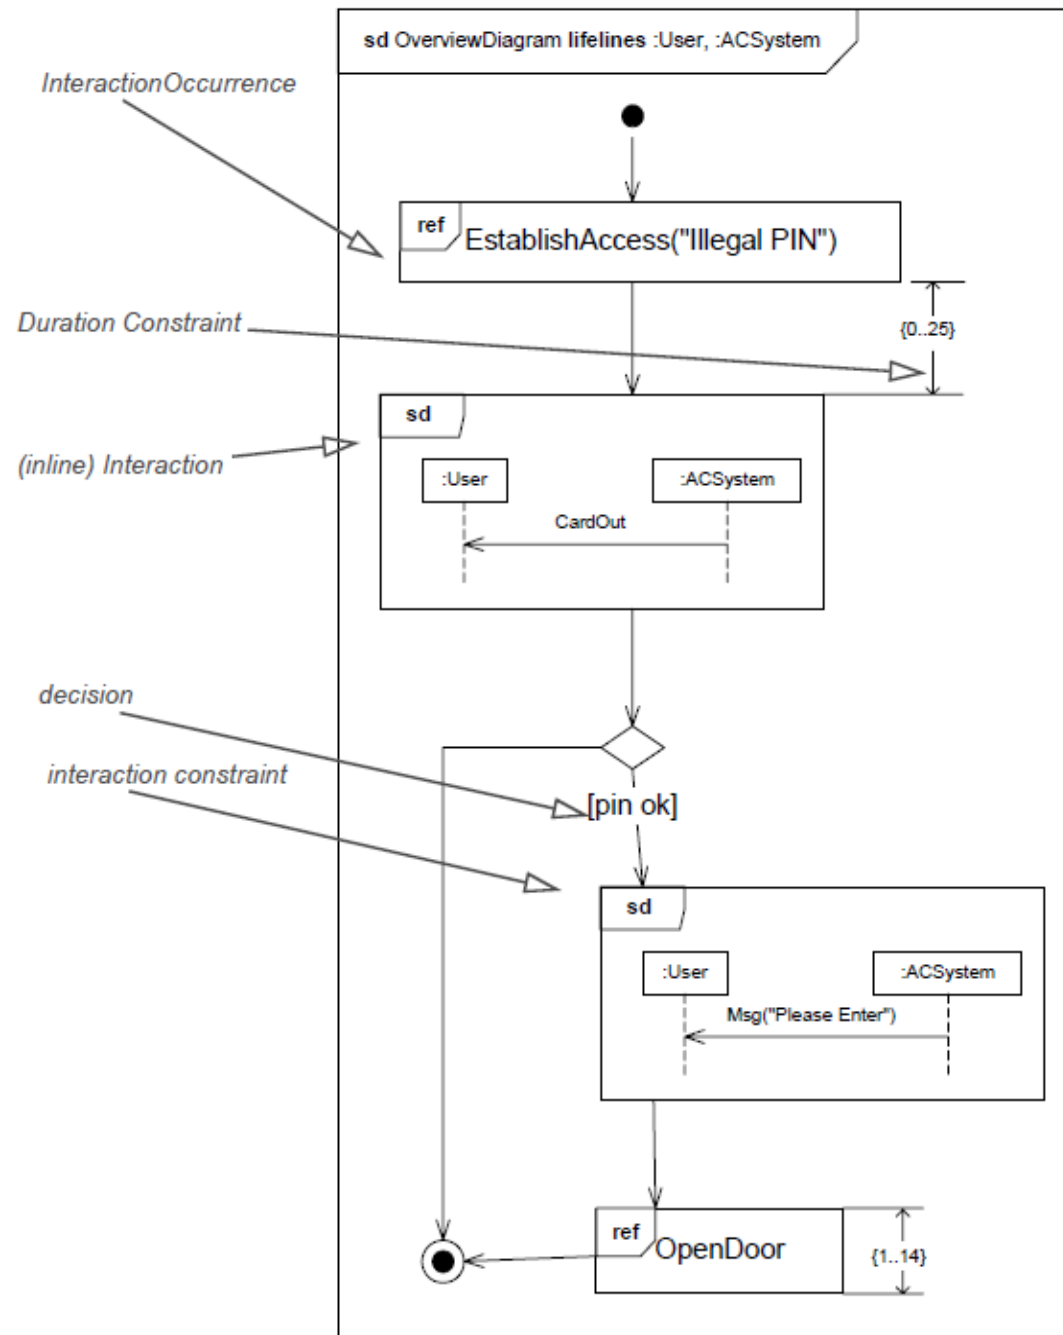 sd OverviewDiagram lifelines :User, :ACSystem
InteractionOccurrence
ref
EstablishAccess("Illegal PIN")
Duration Constraint
{0..25}
sd
(inline) Interaction
:User
:ACSystem
CardOut
decision
interaction constraint
[pin ok]
sd
:User
:ACSystem
Msg("Please Enter")
ref
OpenDoor
{1..14}